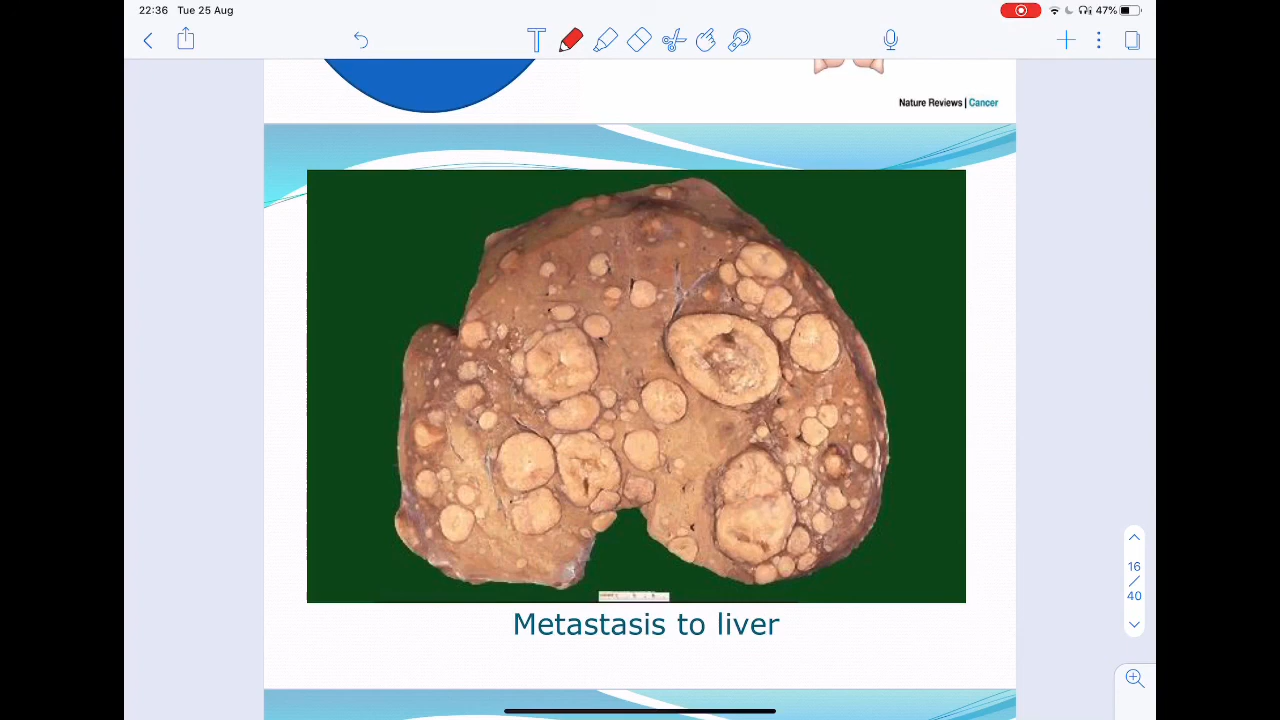 22:36 Tue 25 Aug
47%
T
Nature Reviews | Cancer
Metastasis to liver
16
40